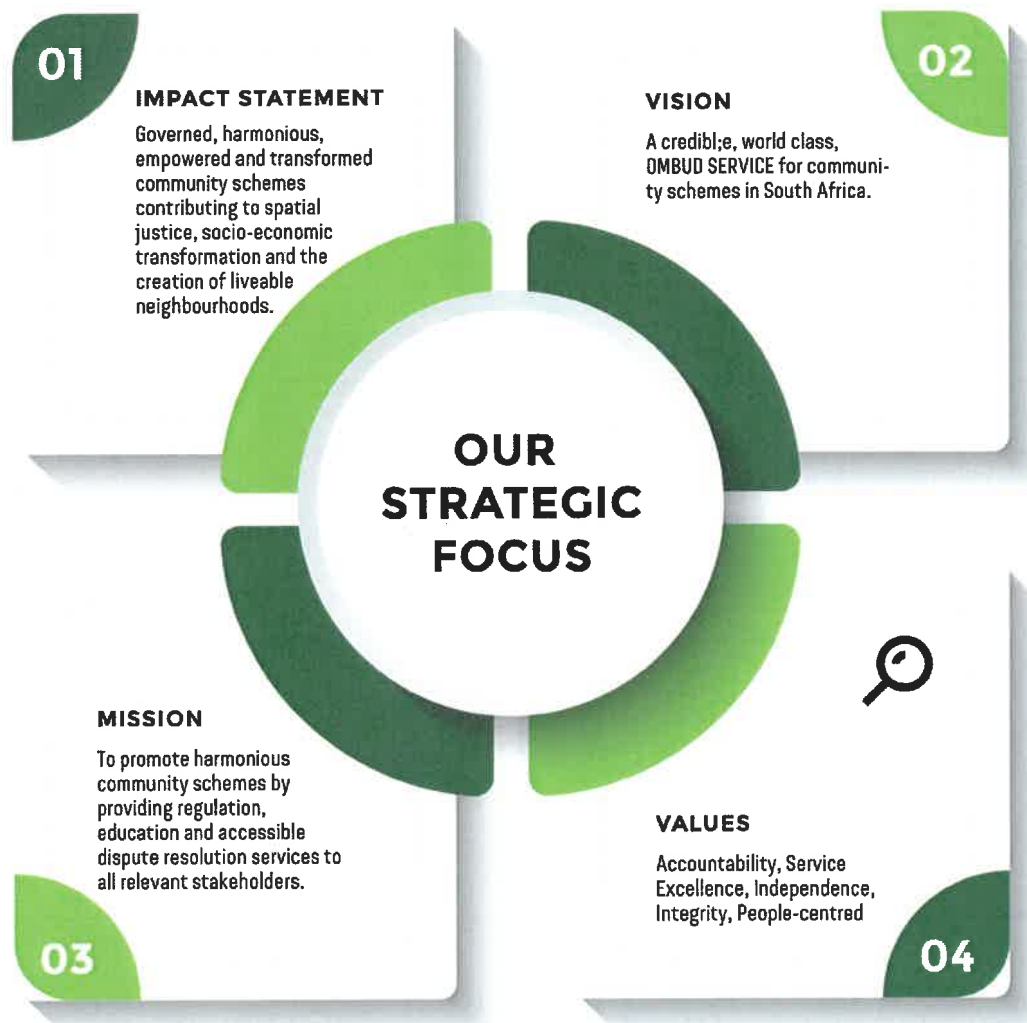 01
IMPACT STATEMENT
Governed, harmonious,
empowered and transformed
community schemes
contributing to spatial
justice, socio-economic
transformation and the
creation of liveable
neighbourhoods.
02
VISION
A credibl;e, world class,
OMBUD SERVICE for communi-
ty schemes in South Africa.
OUR
STRATEGIC
FOCUS
MISSION
To promote harmonious
community schemes by
providing regulation,
education and accessible
dispute resolution services to
all relevant stakeholders.
03
VALUES
Accountability, Service
Excellence, Independence,
Integrity, People-centred
04